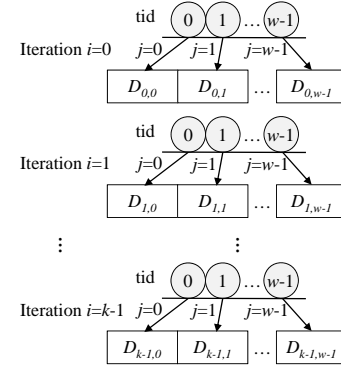 tid 0 1 ... w-1
Iteration i=0 j=0 j=1 j=w-1
D0,0 D0,1 ... D0,w-1
tid 0 1 ... w-1
Iteration i=1 j=0 j=1 j=w-1
D1,0 D1,1 ... D1,w-1
⋮ ⋮
tid 0 1 ... w-1
Iteration i=k-1 j=0 j=1 j=w-1
Dk-1,0 Dk-1,1 ... Dk-1,w-1